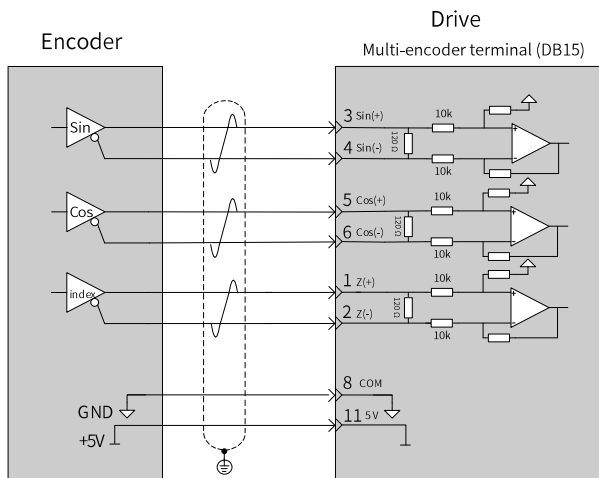 Drive
Encoder
Multi-encoder terminal (DB15)
Sin
3 Sin(+)
10k
120 Ω
4 Sin(-)
10k
Cos
5 Cos(+)
10k
120 Ω
6 Cos(-)
10k
index
1 Z(+)
10k
120 Ω
2 Z(-)
10k
8 COM
GND
11 5V
+5V